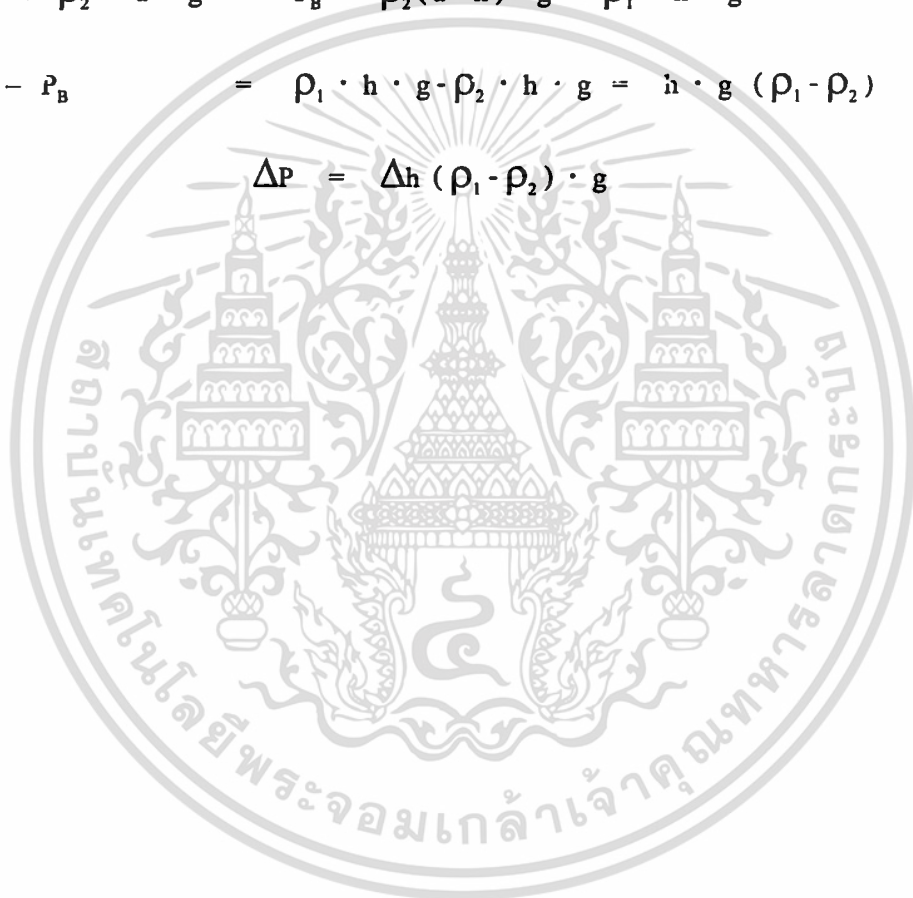 − P_B = ρ₁ · h · g - ρ₂ · h · g = h · g (ρ₁ - ρ₂)
ΔP = Δh (ρ₁ - ρ₂) · g
๔
สถาบันเทคโนโลยีพระจอมเกล้าเจ้าคุณทหารลาดกระบัง